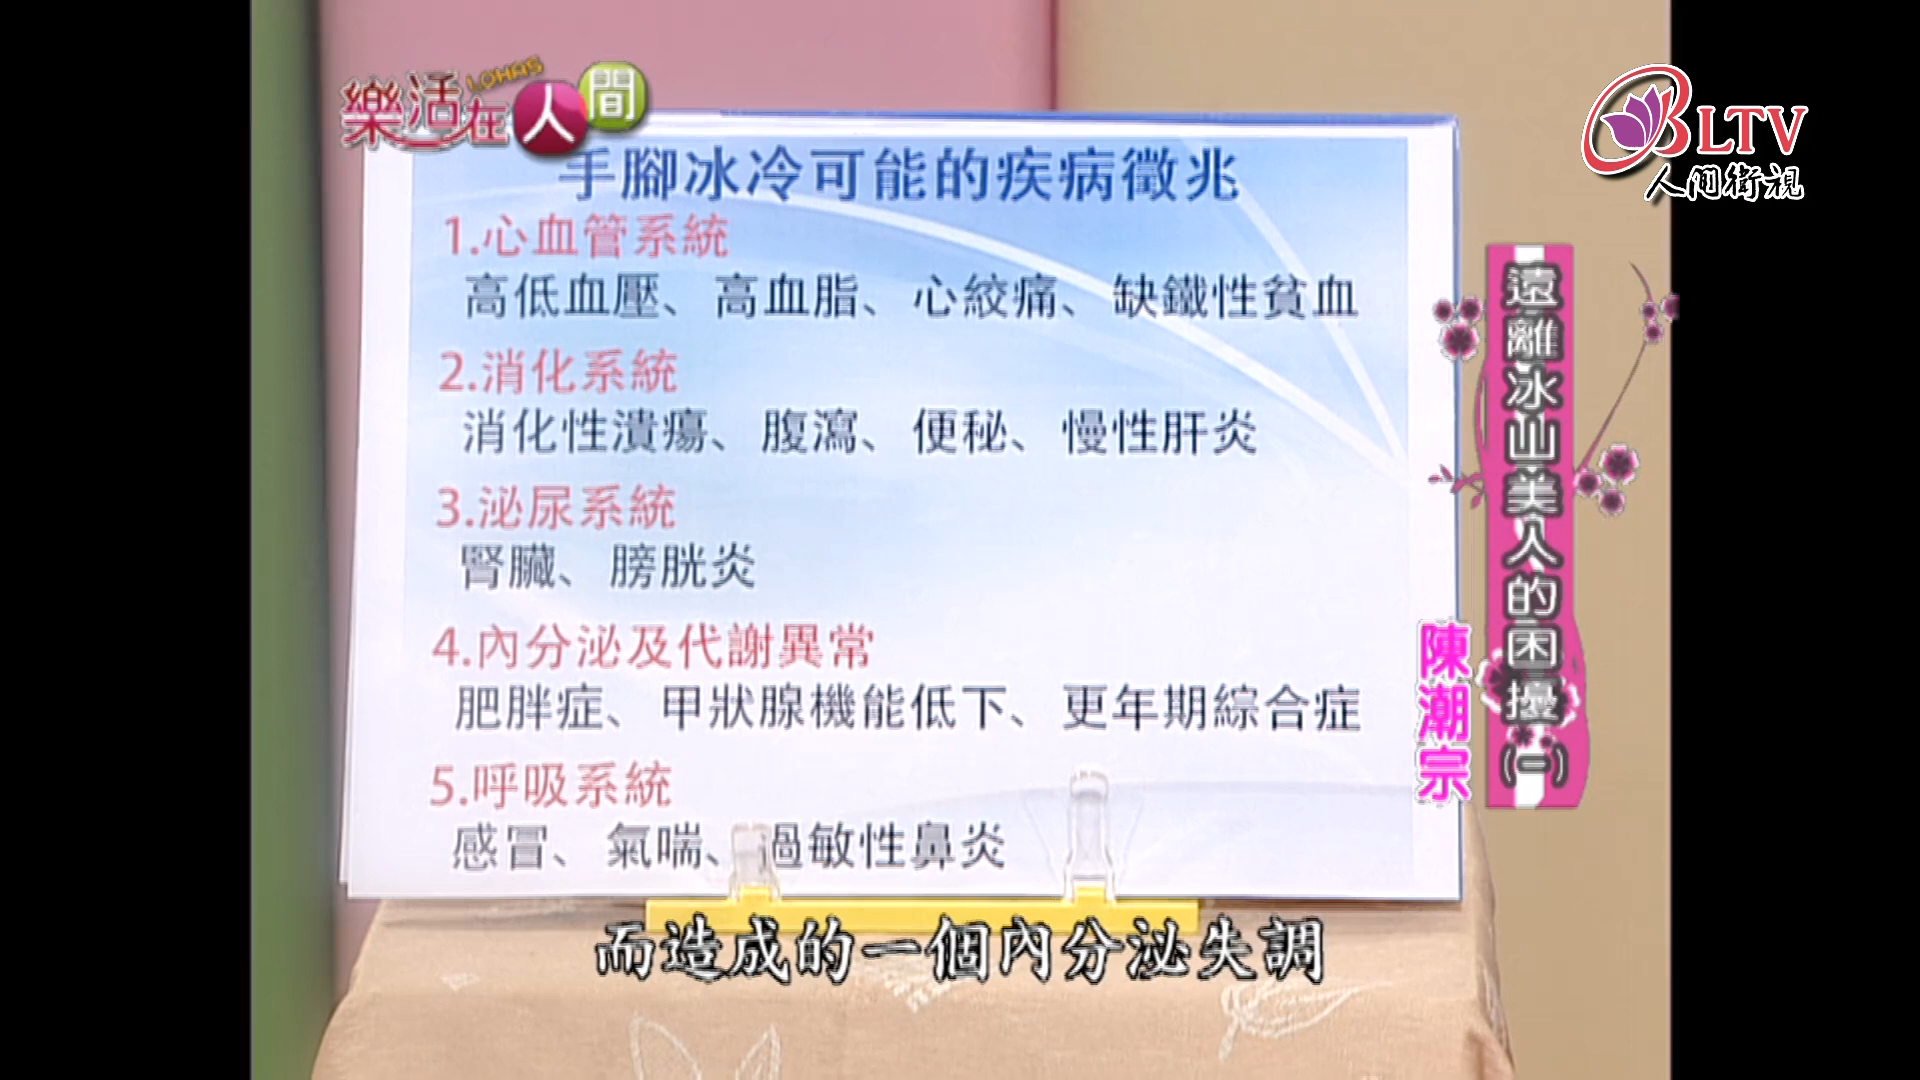 樂活在人間
LOHAS
BLTV
人間衛視
手腳冰冷可能的疾病徵兆
1.心血管系統
高低血壓、高血脂、心絞痛、缺鐵性貧血
2.消化系統
消化性潰瘍、腹瀉、便秘、慢性肝炎
3.泌尿系統
腎臟、膀胱炎
4.內分泌及代謝異常
肥胖症、甲狀腺機能低下、更年期綜合症
5.呼吸系統
感冒、氣喘、過敏性鼻炎
遠離冰山美人的困擾(一)
陳潮宗
而造成的一個內分泌失調